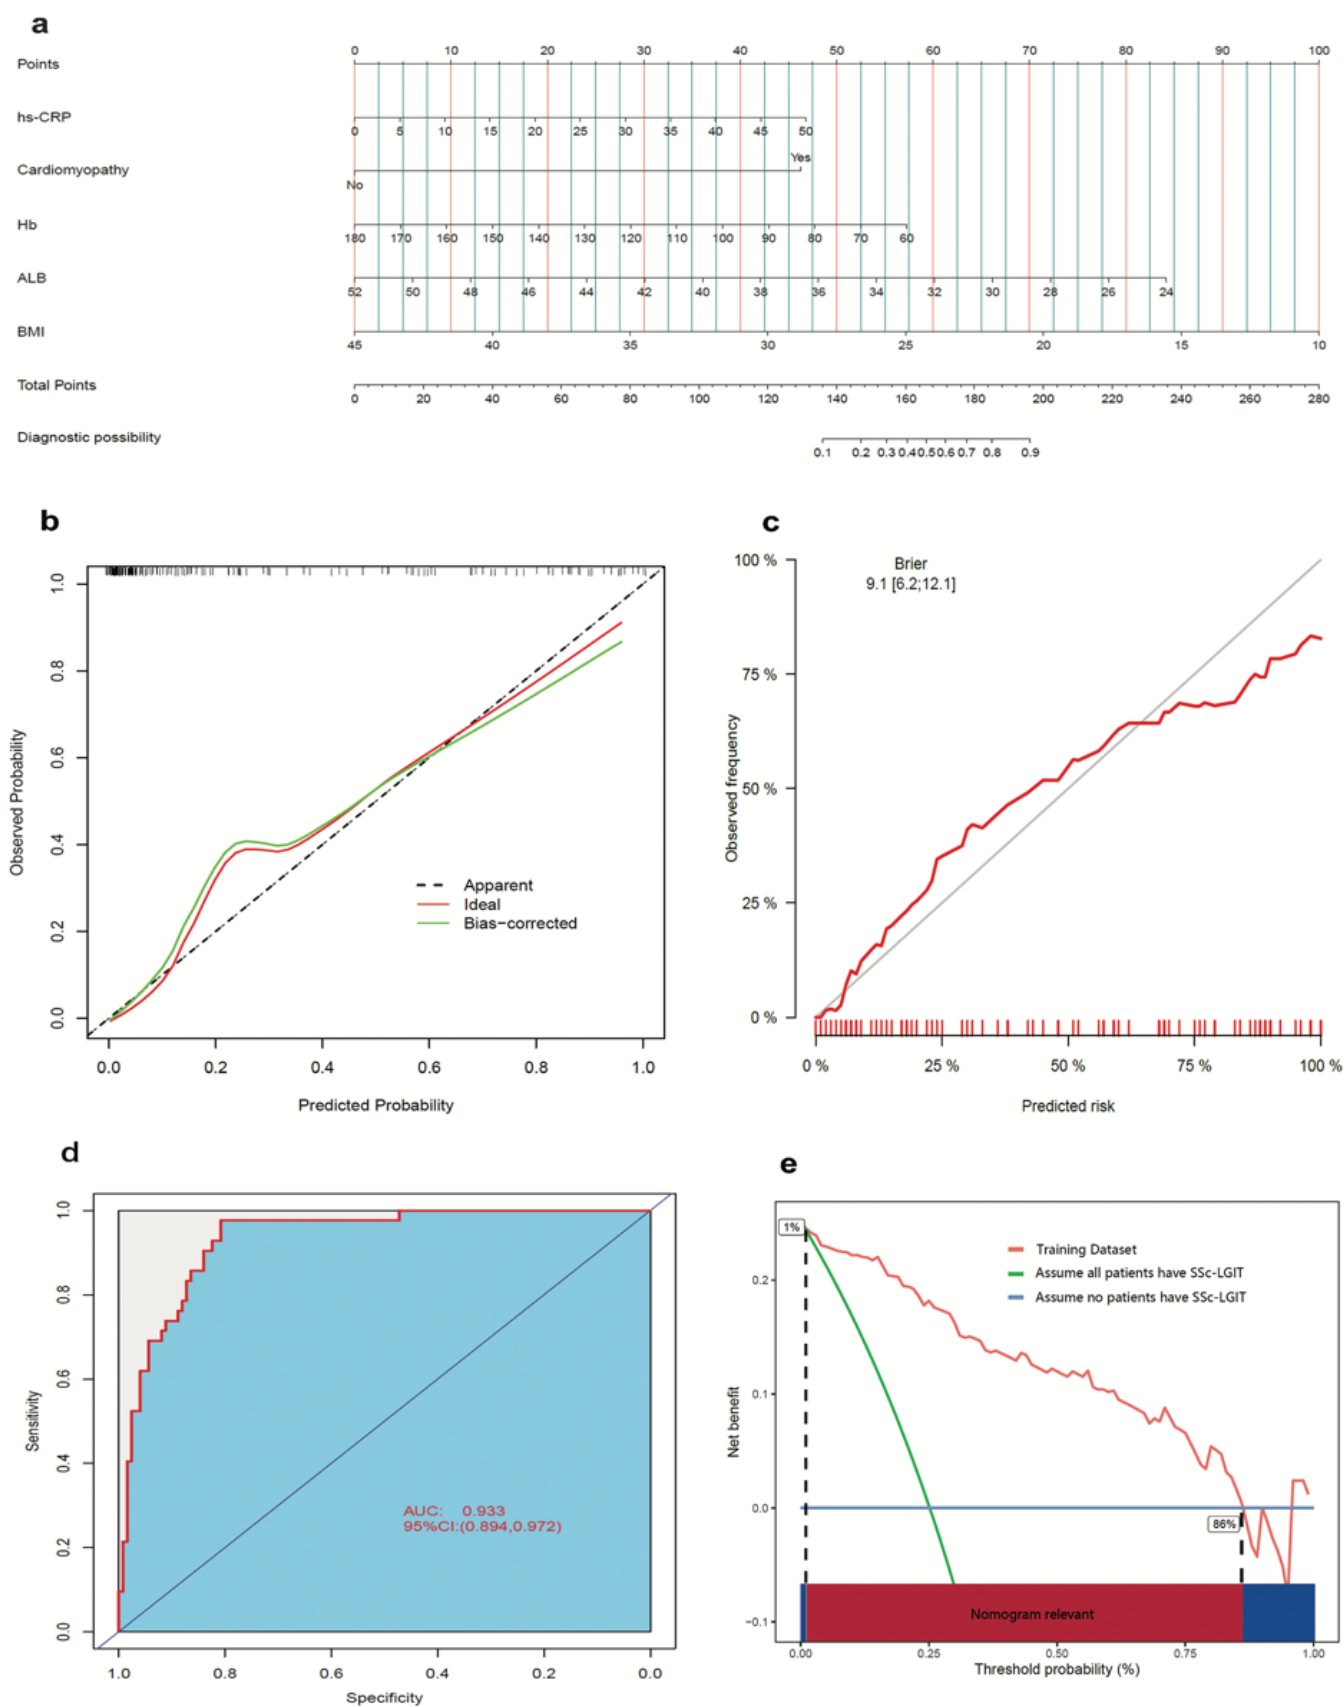 a
0 10 20 30 40 50 60 70 80 90 100
Points
hs-CRP
0 5 10 15 20 25 30 35 40 45 50
Yes
Cardiomyopathy
No
Hb
180 170 160 150 140 130 120 110 100 90 80 70 60
ALB
52 50 48 46 44 42 40 38 36 34 32 30 28 26 24
BMI
45 40 35 30 25 20 15 10
Total Points
0 20 40 60 80 100 120 140 160 180 200 220 240 260 280
Diagnostic possibility
0.1 0.2 0.3 0.4 0.5 0.6 0.7 0.8 0.9
b
1.0
0.8
0.6
0.4
0.2
0.0
Observed Probability
Apparent
Ideal
Bias-corrected
0.0 0.2 0.4 0.6 0.8 1.0
Predicted Probability
c
100 %
75 %
50 %
25 %
0 %
Observed frequency
Brier
9.1 [6.2;12.1]
0 % 25 % 50 % 75 % 100 %
Predicted risk
d
1.0
0.8
0.6
0.4
0.2
0.0
Sensitivity
AUC: 0.933
95%CI:(0.894,0.972)
1.0 0.8 0.6 0.4 0.2 0.0
Specificity
e
1%
Training Dataset
Assume all patients have SSc-LGIT
Assume no patients have SSc-LGIT
0.2
0.1
0.0
-0.1
Net benefit
86%
Nomogram relevant
0.00 0.25 0.50 0.75 1.00
Threshold probability (%)